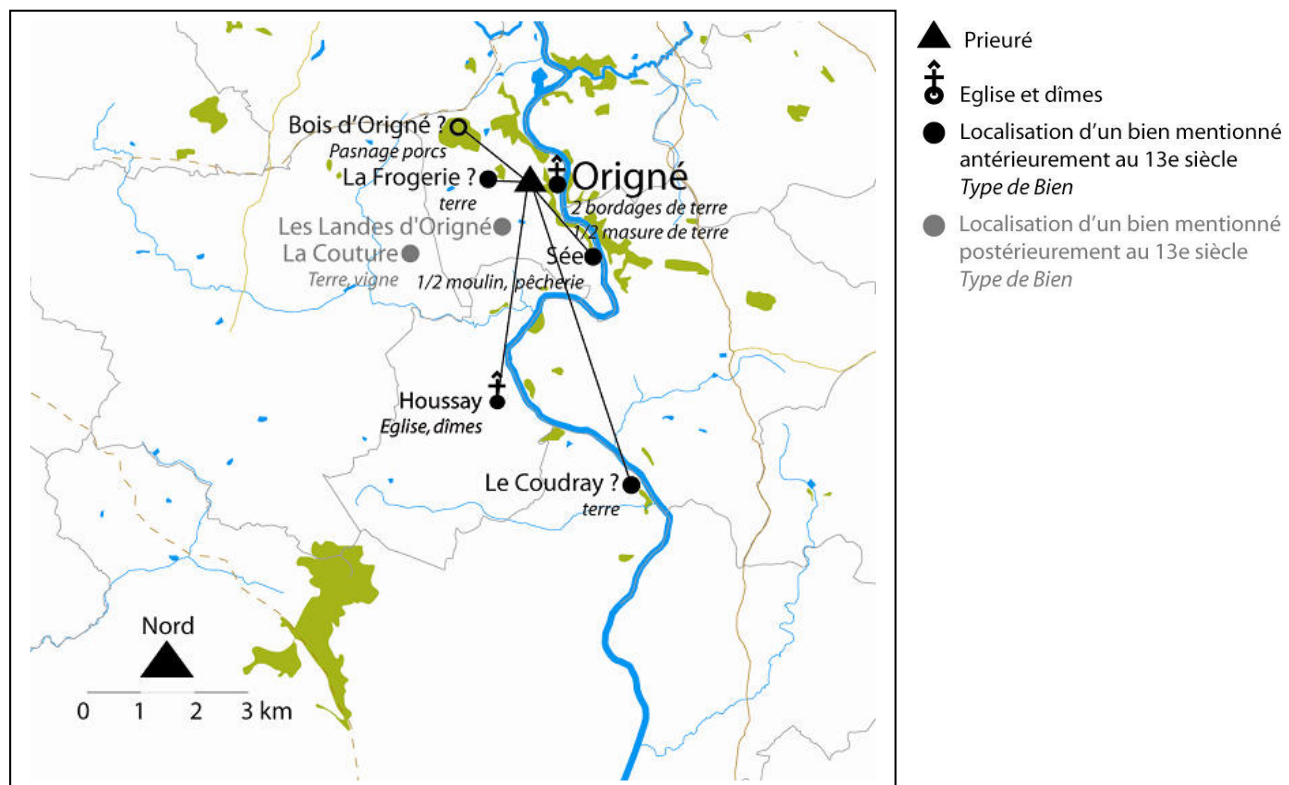 Bois d'Origné ?
Pasnage porcs
La Frogerie ?
terre
Origné
2 bordages de terre
1/2 masure de terre
Les Landes d'Origné
La Couture
Terre, vigne
Sée
1/2 moulin, pêcherie
Houssay
Eglise, dîmes
Le Coudray ?
terre
Nord
0 1 2 3 km
Prieuré
Eglise et dîmes
Localisation d'un bien mentionné
antérieurement au 13e siècle
Type de Bien
Localisation d'un bien mentionné
postérieurement au 13e siècle
Type de Bien